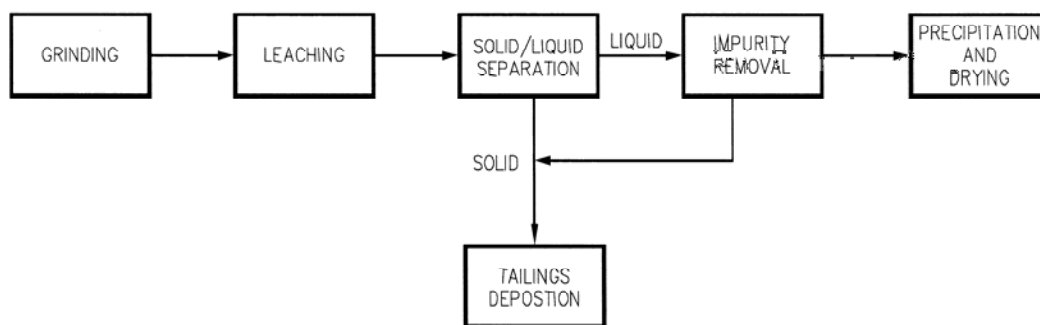 GRINDING
LEACHING
SOLID/LIQUID
SEPARATION
LIQUID
IMPURITY
REMOVAL
PRECIPITATION
AND
DRYING
SOLID
TAILINGS
DEPOSTION